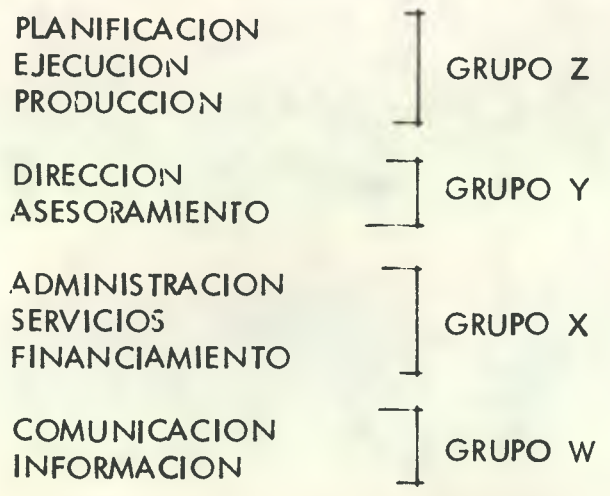 PLANIFICACION
EJECUCION
PRODUCCION
GRUPO Z
DIRECCION
ASESORAMIENTO
GRUPO Y
ADMINISTRACION
SERVICIOS
FINANCIAMIENTO
GRUPO X
COMUNICACION
INFORMACION
GRUPO W